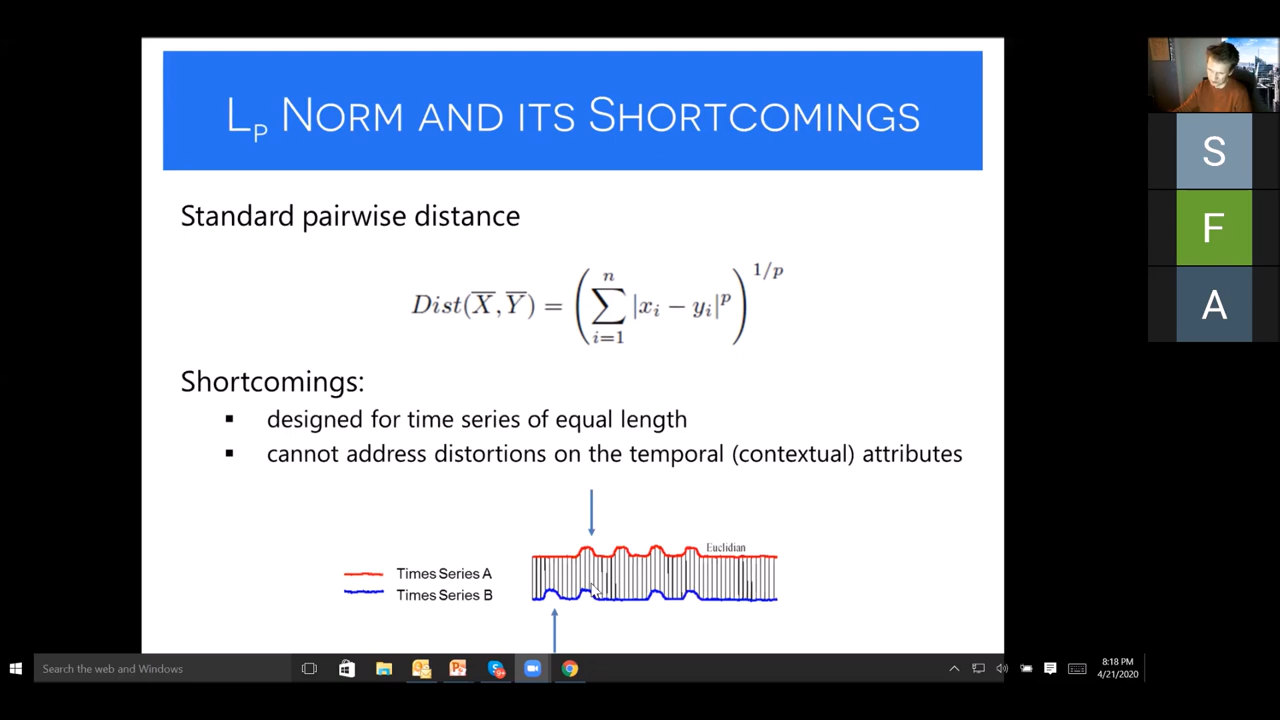 LP NORM AND ITS SHORTCOMINGS
Standard pairwise distance
Dist(X̅, Y̅) = (∑ⁿᵢ₌₁ |xᵢ − yᵢ|ᵖ)^1/p
Shortcomings:
▪ designed for time series of equal length
▪ cannot address distortions on the temporal (contextual) attributes
Euclidian
Times Series A
Times Series B
S
F
A
Search the web and Windows
8:18 PM
4/21/2020